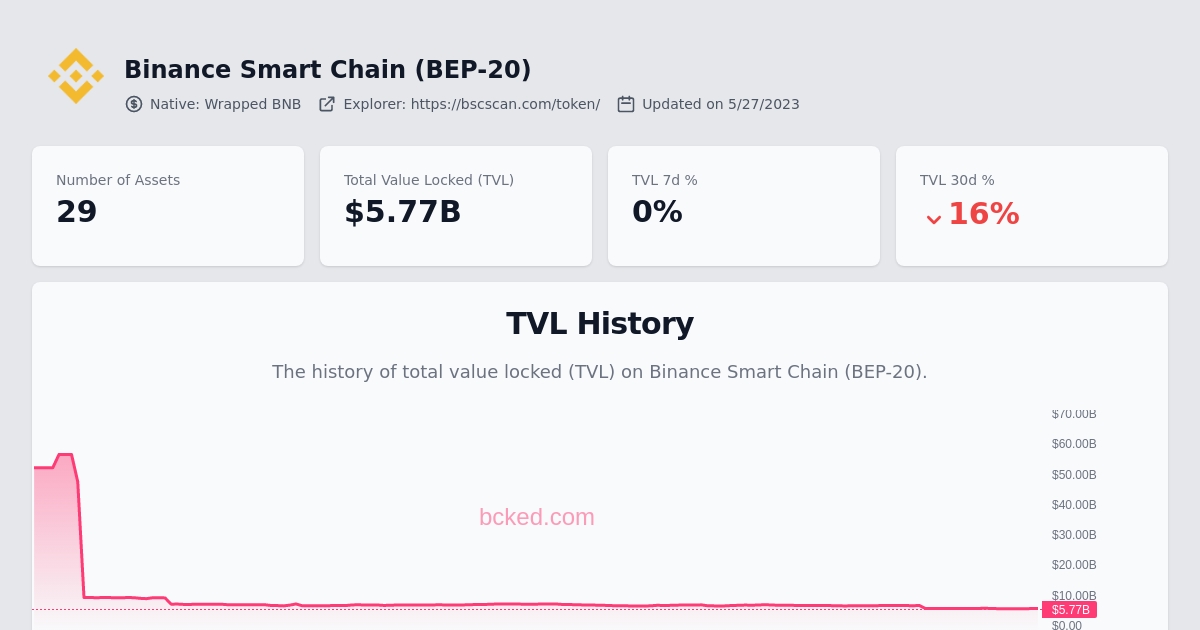 Binance Smart Chain (BEP-20)
Native: Wrapped BNB Explorer: https://bscscan.com/token/ Updated on 5/27/2023
Number of Assets
29
Total Value Locked (TVL)
$5.77B
TVL 7d %
0%
TVL 30d %
16%
TVL History
The history of total value locked (TVL) on Binance Smart Chain (BEP-20).
$70.00B
$60.00B
$50.00B
$40.00B
$30.00B
$20.00B
$10.00B
$5.77B
$0.00
bcked.com